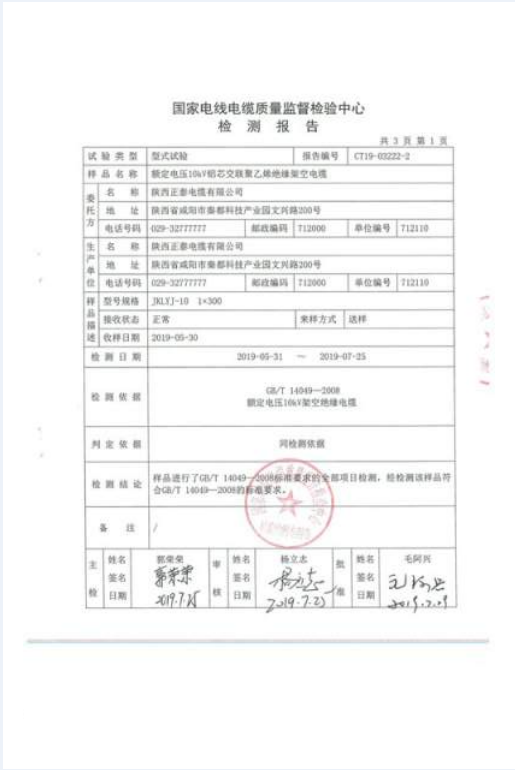 国家电线电缆质量监督检验中心
检 测 报 告
共 3 页 第 1 页
试 验 类 型 型式试验 报告编号 CT19-03222-2
样 品 名 称 额定电压10kV铝芯交联聚乙烯绝缘架空电缆
委托方
名 称 陕西正泰电缆有限公司
地 址 陕西省咸阳市秦都科技产业园文兴路200号
电话号码 029-32777777 邮政编码 712000 单位编号 712110
生产单位
名 称 陕西正泰电缆有限公司
地 址 陕西省咸阳市秦都科技产业园文兴路200号
电话号码 029-32777777 邮政编码 712000 单位编号 712110
样品描述
型号规格 JKLYJ-10 1×300
接收状态 正常 来样方式 送样
收样日期 2019-05-30
检 测 日 期 2019-05-31 ～ 2019-07-25
检 测 依 据
GB/T 14049—2008
额定电压10kV架空绝缘电缆
判 定 依 据 同检测依据
检 测 结 论
样品进行了GB/T 14049—2008标准要求的全部项目检测，经检测该样品符
合GB/T 14049—2008的标准要求。
备 注 /
主检 姓名 郭荣荣 审核 姓名 杨立志 批准 姓名 毛阿兴
签名 郭荣荣 签名 杨立志 签名 毛阿兴
日期 2019.7.25 日期 2019.7.25 日期